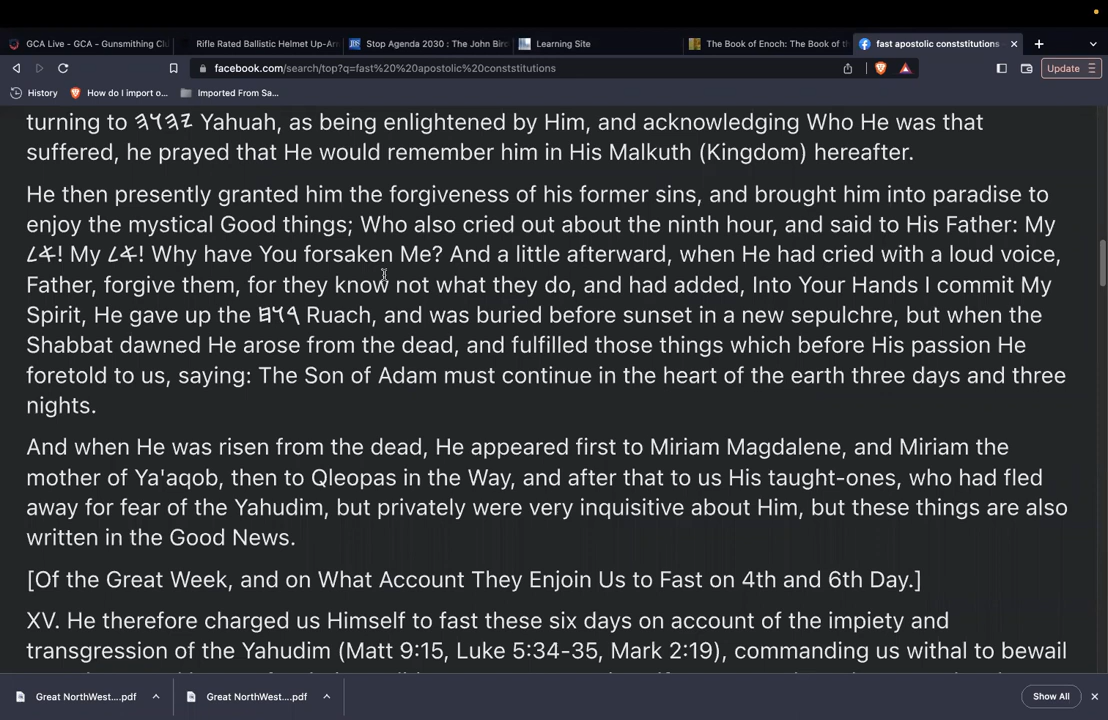 GCA Live - GCA - Gunsmithing Clu
Rifle Rated Ballistic Helmet Up-Ar
Stop Agenda 2030 : The John Birc
Learning Site
The Book of Enoch: The Book of th
fast apostolic conststitutions
facebook.com/search/top?q=fast%20%20apostolic%20conststitutions
Update
History
How do I import o...
Imported From Sa...
turning to 𐤉𐤄𐤅𐤄 Yahuah, as being enlightened by Him, and acknowledging Who He was that
suffered, he prayed that He would remember him in His Malkuth (Kingdom) hereafter.
He then presently granted him the forgiveness of his former sins, and brought him into paradise to
enjoy the mystical Good things; Who also cried out about the ninth hour, and said to His Father: My
𐤀𐤋! My 𐤀𐤋! Why have You forsaken Me? And a little afterward, when He had cried with a loud voice,
Father, forgive them, for they know not what they do, and had added, Into Your Hands I commit My
Spirit, He gave up the 𐤓𐤅𐤇 Ruach, and was buried before sunset in a new sepulchre, but when the
Shabbat dawned He arose from the dead, and fulfilled those things which before His passion He
foretold to us, saying: The Son of Adam must continue in the heart of the earth three days and three
nights.
And when He was risen from the dead, He appeared first to Miriam Magdalene, and Miriam the
mother of Ya'aqob, then to Qleopas in the Way, and after that to us His taught-ones, who had fled
away for fear of the Yahudim, but privately were very inquisitive about Him, but these things are also
written in the Good News.
[Of the Great Week, and on What Account They Enjoin Us to Fast on 4th and 6th Day.]
XV. He therefore charged us Himself to fast these six days on account of the impiety and
transgression of the Yahudim (Matt 9:15, Luke 5:34-35, Mark 2:19), commanding us withal to bewail
Great NorthWest....pdf
Great NorthWest....pdf
Show All